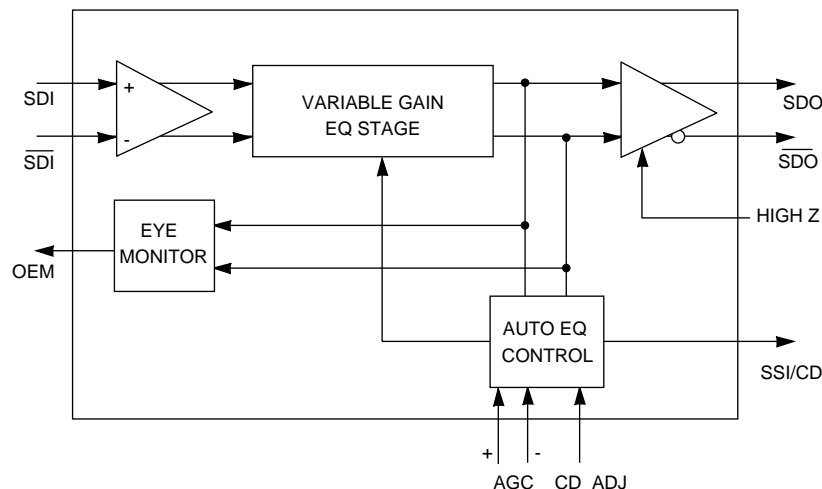 SDI
+
VARIABLE GAIN
EQ STAGE
SDO
-
SDI
SDO
HIGH Z
EYE
MONITOR
OEM
AUTO EQ
CONTROL
SSI/CD
+
-
AGC
CD ADJ